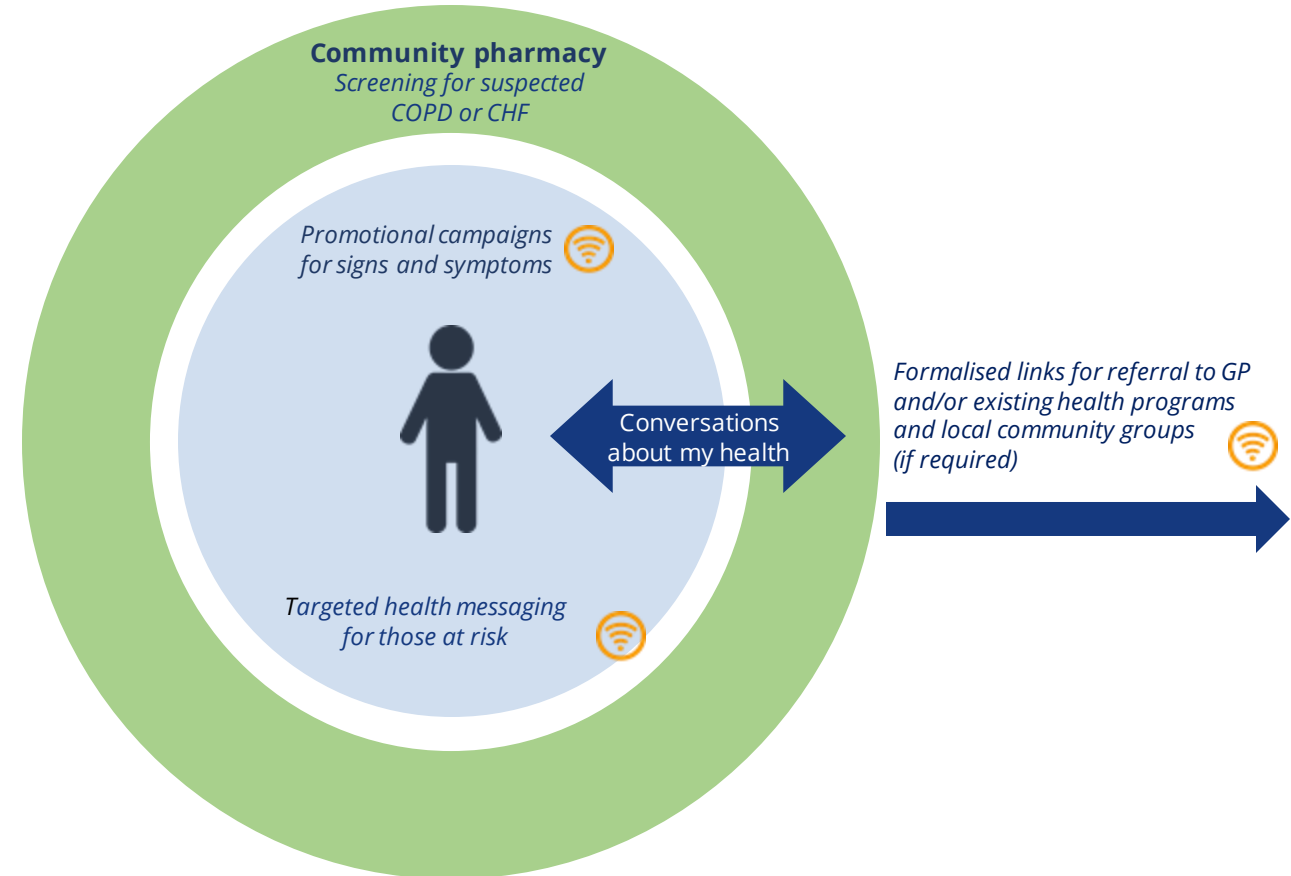 Community pharmacy
Screening for suspected
COPD or CHF
Promotional campaigns
for signs and symptoms
Conversations
about my health
Formalised links for referral to GP
and/or existing health programs
and local community groups
(if required)
Targeted health messaging
for those at risk